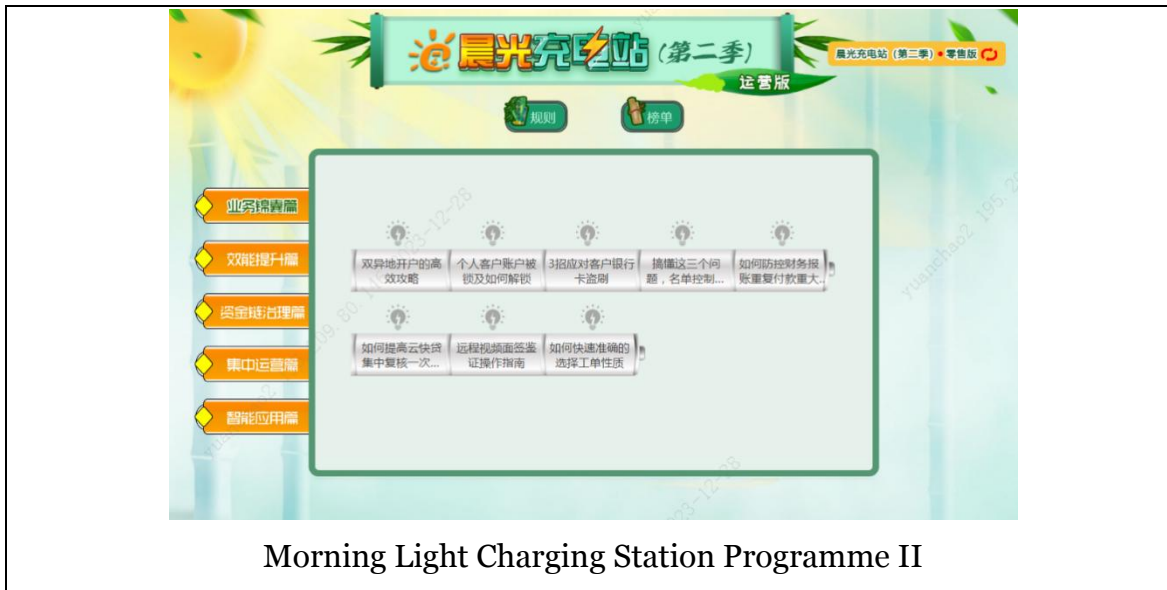 晨光充电站(第二季)
运营版
晨光充电站(第二季)•零售版
规则
榜单
业务锦囊篇
效能提升篇
资金链治理篇
集中运营篇
智能应用篇
双异地开户的高
效攻略
个人客户账户被
锁及如何解锁
3招应对客户银行
卡盗刷
搞懂这三个问
题，名单控制...
如何防控财务报
账重复付款重大..
如何提高云快贷
集中复核一次...
远程视频面签鉴
证操作指南
如何快速准确的
选择工单性质
Morning Light Charging Station Programme II